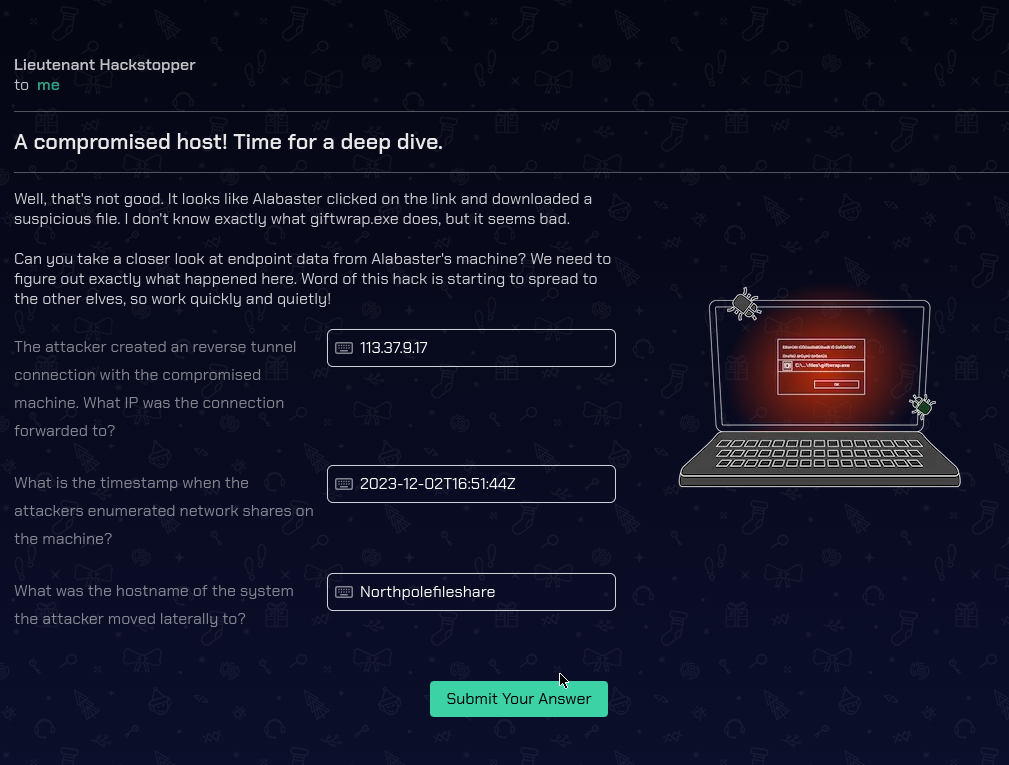 Lieutenant Hackstopper
to me
A compromised host! Time for a deep dive.
Well, that's not good. It looks like Alabaster clicked on the link and downloaded a
suspicious file. I don't know exactly what giftwrap.exe does, but it seems bad.
Can you take a closer look at endpoint data from Alabaster's machine? We need to
figure out exactly what happened here. Word of this hack is starting to spread to
the other elves, so work quickly and quietly!
The attacker created an reverse tunnel
connection with the compromised
machine. What IP was the connection
forwarded to?
113.37.9.17
What is the timestamp when the
attackers enumerated network shares on
the machine?
2023-12-02T16:51:44Z
What was the hostname of the system
the attacker moved laterally to?
Northpolefileshare
Submit Your Answer
C:\...\files\giftwrap.exe
OK